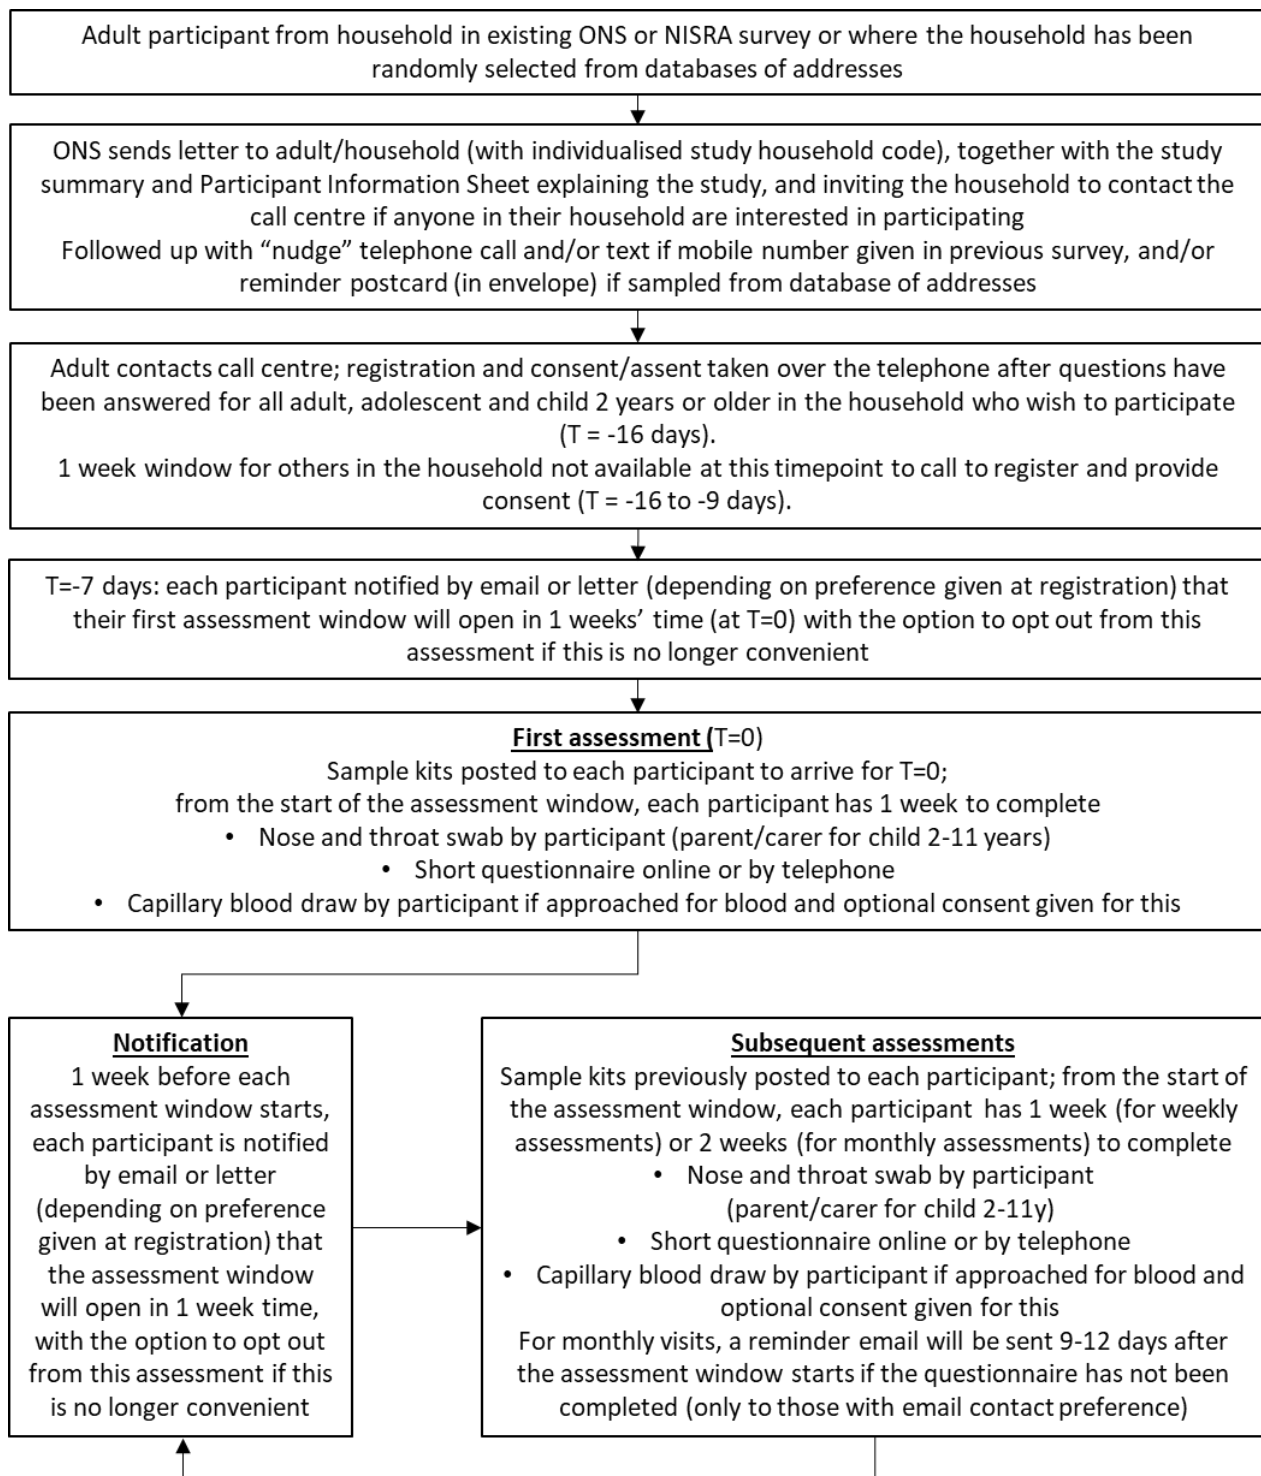 Adult participant from household in existing ONS or NISRA survey or where the household has been
randomly selected from databases of addresses
ONS sends letter to adult/household (with individualised study household code), together with the study
summary and Participant Information Sheet explaining the study, and inviting the household to contact the
call centre if anyone in their household are interested in participating
Followed up with “nudge” telephone call and/or text if mobile number given in previous survey, and/or
reminder postcard (in envelope) if sampled from database of addresses
Adult contacts call centre; registration and consent/assent taken over the telephone after questions have
been answered for all adult, adolescent and child 2 years or older in the household who wish to participate
(T = -16 days).
1 week window for others in the household not available at this timepoint to call to register and provide
consent (T = -16 to -9 days).
T=-7 days: each participant notified by email or letter (depending on preference given at registration) that
their first assessment window will open in 1 weeks’ time (at T=0) with the option to opt out from this
assessment if this is no longer convenient
First assessment (T=0)
Sample kits posted to each participant to arrive for T=0;
from the start of the assessment window, each participant has 1 week to complete
• Nose and throat swab by participant (parent/carer for child 2-11 years)
• Short questionnaire online or by telephone
• Capillary blood draw by participant if approached for blood and optional consent given for this
Notification
1 week before each
assessment window starts,
each participant is notified
by email or letter
(depending on preference
given at registration) that
the assessment window
will open in 1 week time,
with the option to opt out
from this assessment if this
is no longer convenient
Subsequent assessments
Sample kits previously posted to each participant; from the start of
the assessment window, each participant has 1 week (for weekly
assessments) or 2 weeks (for monthly assessments) to complete
• Nose and throat swab by participant
(parent/carer for child 2-11y)
• Short questionnaire online or by telephone
• Capillary blood draw by participant if approached for blood and
optional consent given for this
For monthly visits, a reminder email will be sent 9-12 days after
the assessment window starts if the questionnaire has not been
completed (only to those with email contact preference)